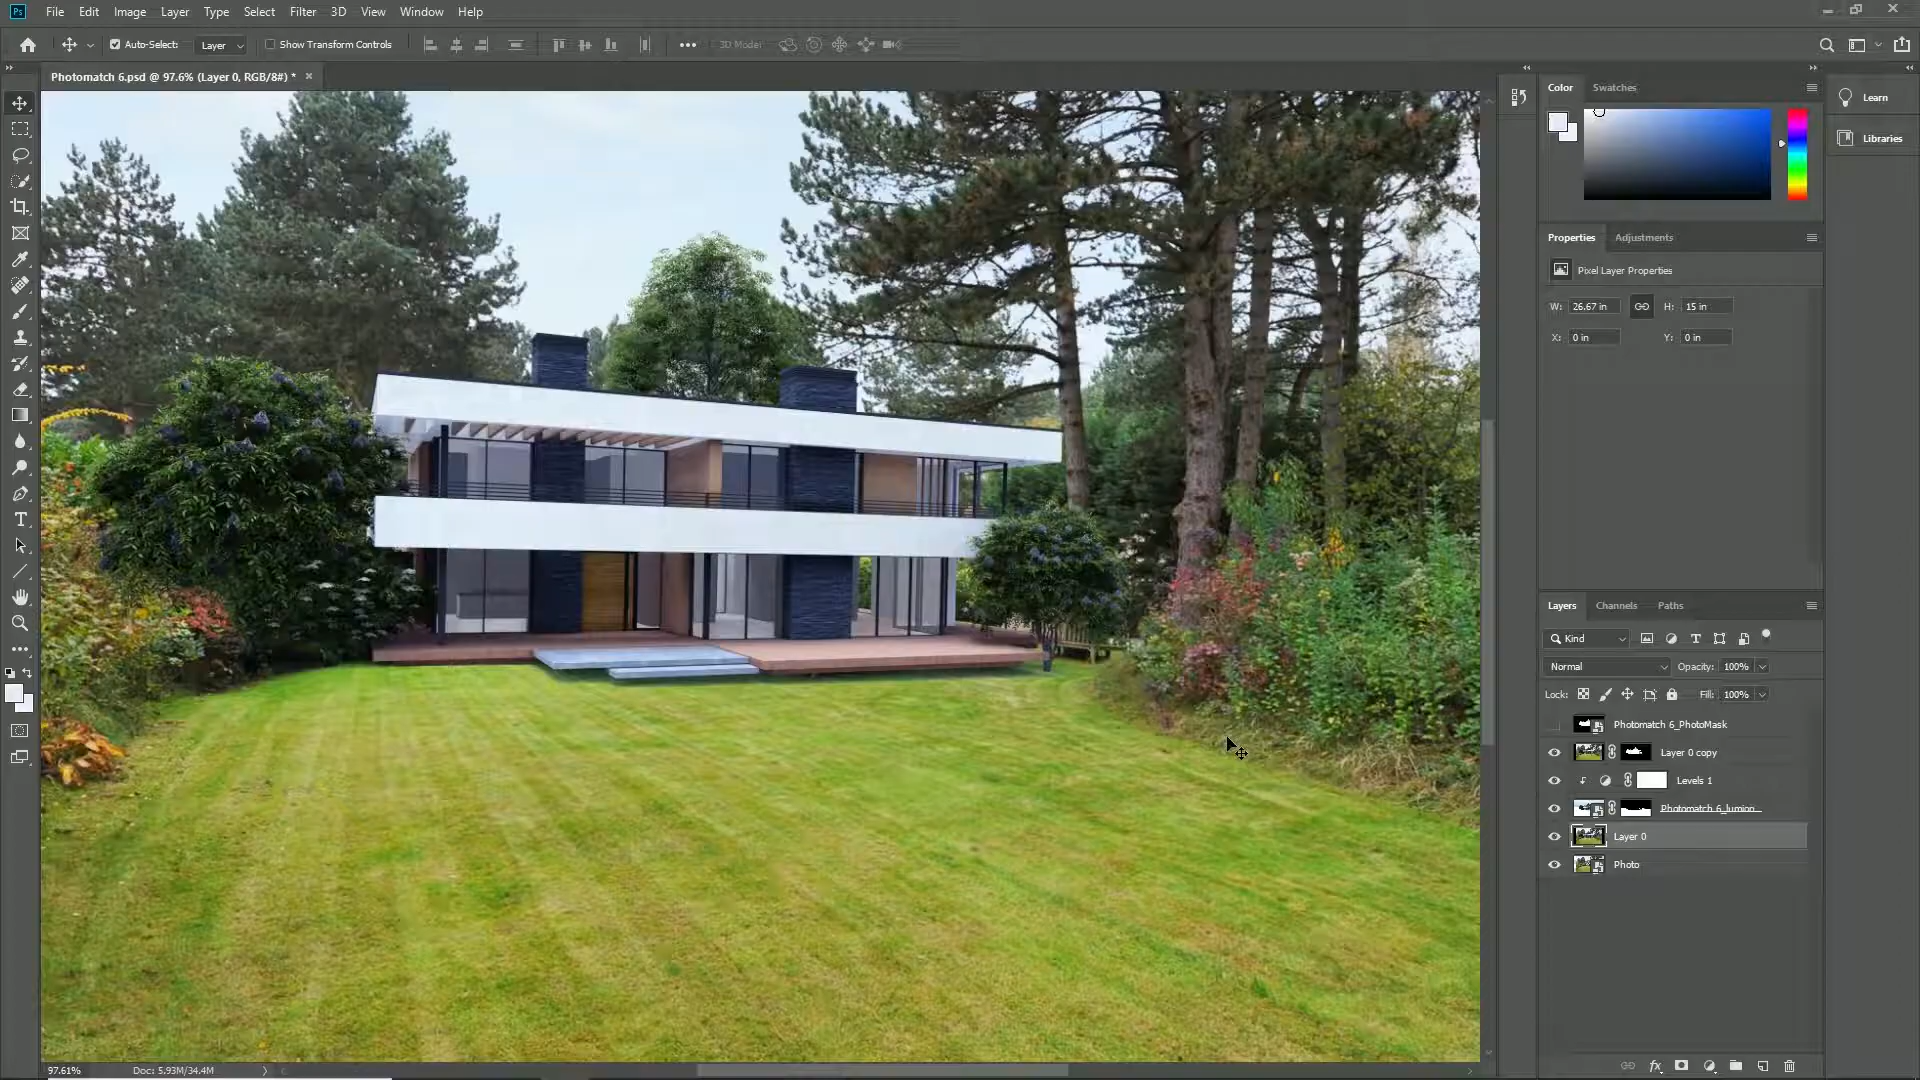 Ps File Edit Image Layer Type Select Filter 3D View Window Help
Auto-Select: Layer Show Transform Controls 3D Model
Photomatch 6.psd @ 97.6% (Layer 0, RGB/8#) * ×
Color Swatches
Learn
Libraries
Properties Adjustments
Pixel Layer Properties
W: 26.67 in H: 15 in
X: 0 in Y: 0 in
Layers Channels Paths
Kind
Normal Opacity: 100%
Lock: Fill: 100%
Photomatch 6_PhotoMask
Layer 0 copy
Levels 1
Photomatch 6_lumion...
Layer 0
Photo
97.61% Doc: 5.93M/34.4M